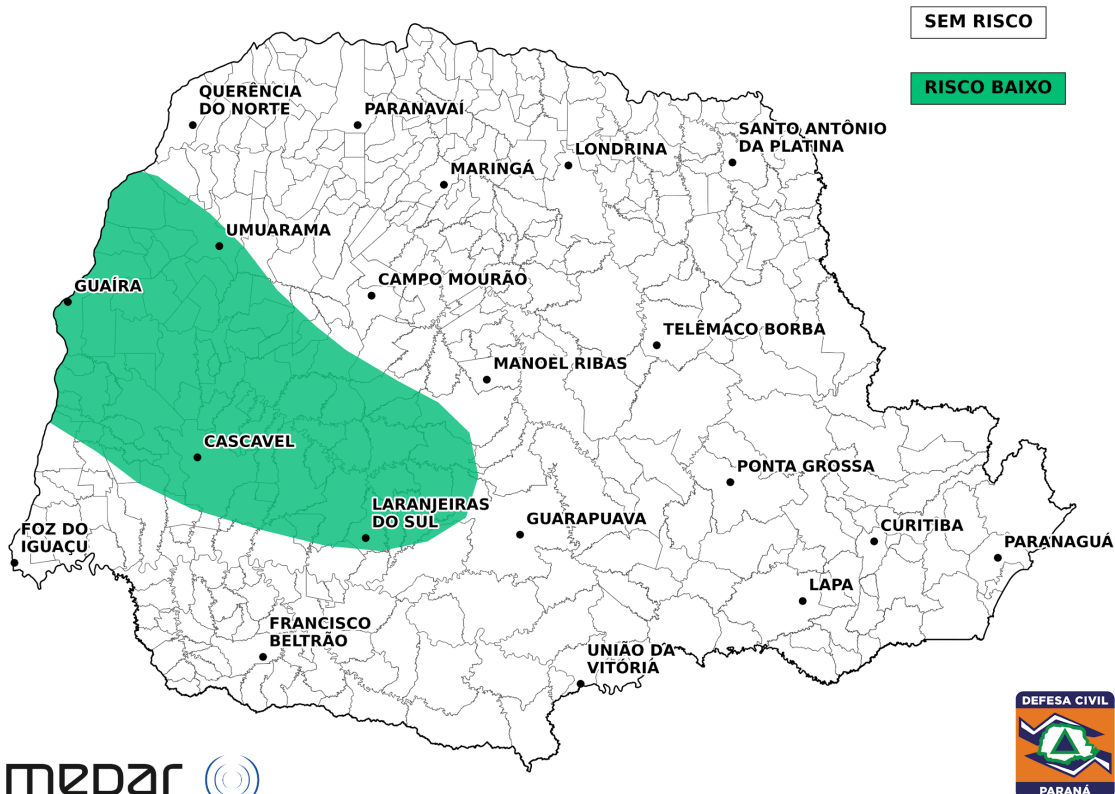 SEM RISCO
RISCO BAIXO
QUERÊNCIA
DO NORTE
PARANAVAÍ
SANTO ANTÔNIO
DA PLATINA
LONDRINA
MARINGÁ
UMUARAMA
GUAÍRA
CAMPO MOURÃO
TELÊMACO BORBA
MANOEL RIBAS
CASCAVEL
PONTA GROSSA
LARANJEIRAS
DO SUL
GUARAPUAVA
CURITIBA
FOZ DO
IGUAÇU
PARANAGUÁ
LAPA
FRANCISCO
BELTRÃO
UNIÃO DA
VITÓRIA
DEFESA CIVIL
PARANÁ
medar